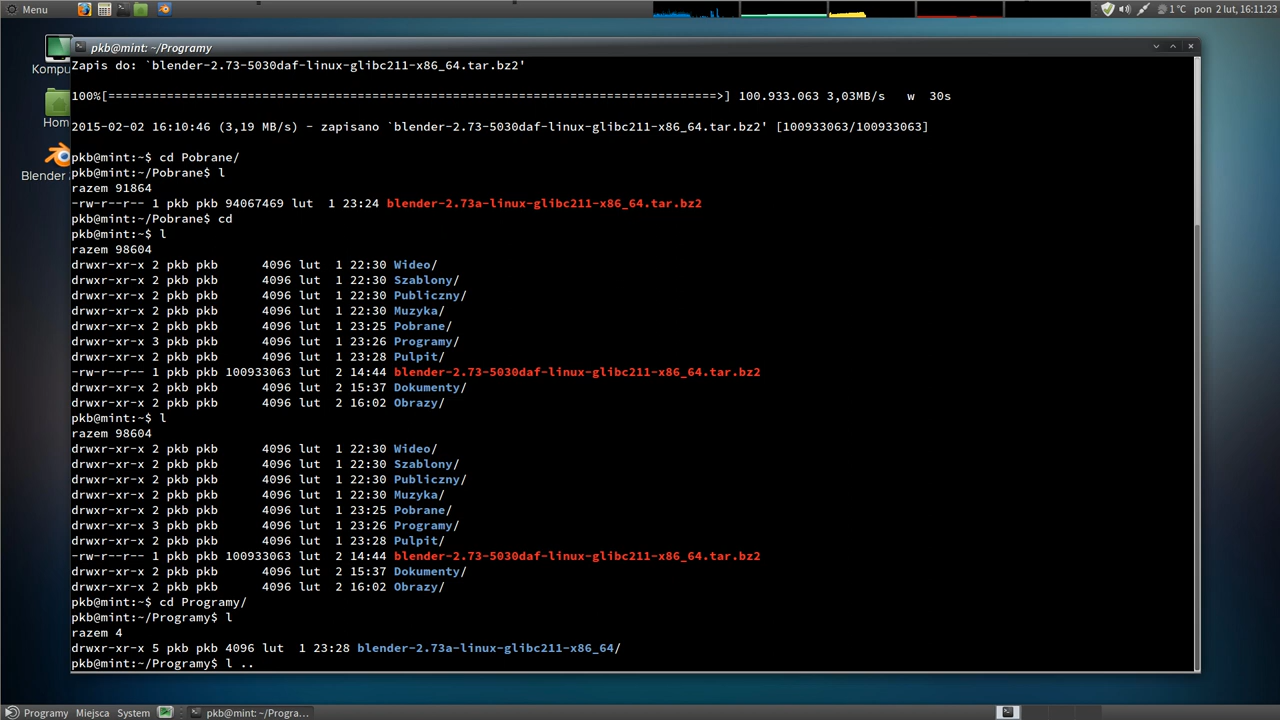 Menu
1 °C pon 2 lut, 16:11:23
pkb@mint: ~/Programy
Kompu
Home
Blender
Zapis do: `blender-2.73-5030daf-linux-glibc211-x86_64.tar.bz2'
100%[===================================================================================>] 100.933.063 3,03MB/s   w  30s
2015-02-02 16:10:46 (3,19 MB/s) - zapisano `blender-2.73-5030daf-linux-glibc211-x86_64.tar.bz2' [100933063/100933063]
pkb@mint:~$ cd Pobrane/
pkb@mint:~/Pobrane$ l
razem 91864
-rw-r--r-- 1 pkb pkb 94067469 lut  1 23:24 blender-2.73a-linux-glibc211-x86_64.tar.bz2
pkb@mint:~/Pobrane$ cd
pkb@mint:~$ l
razem 98604
drwxr-xr-x 2 pkb pkb      4096 lut  1 22:30 Wideo/
drwxr-xr-x 2 pkb pkb      4096 lut  1 22:30 Szablony/
drwxr-xr-x 2 pkb pkb      4096 lut  1 22:30 Publiczny/
drwxr-xr-x 2 pkb pkb      4096 lut  1 22:30 Muzyka/
drwxr-xr-x 2 pkb pkb      4096 lut  1 23:25 Pobrane/
drwxr-xr-x 3 pkb pkb      4096 lut  1 23:26 Programy/
drwxr-xr-x 2 pkb pkb      4096 lut  1 23:28 Pulpit/
-rw-r--r-- 1 pkb pkb 100933063 lut  2 14:44 blender-2.73-5030daf-linux-glibc211-x86_64.tar.bz2
drwxr-xr-x 2 pkb pkb      4096 lut  2 15:37 Dokumenty/
drwxr-xr-x 2 pkb pkb      4096 lut  2 16:02 Obrazy/
pkb@mint:~$ l
razem 98604
drwxr-xr-x 2 pkb pkb      4096 lut  1 22:30 Wideo/
drwxr-xr-x 2 pkb pkb      4096 lut  1 22:30 Szablony/
drwxr-xr-x 2 pkb pkb      4096 lut  1 22:30 Publiczny/
drwxr-xr-x 2 pkb pkb      4096 lut  1 22:30 Muzyka/
drwxr-xr-x 2 pkb pkb      4096 lut  1 23:25 Pobrane/
drwxr-xr-x 3 pkb pkb      4096 lut  1 23:26 Programy/
drwxr-xr-x 2 pkb pkb      4096 lut  1 23:28 Pulpit/
-rw-r--r-- 1 pkb pkb 100933063 lut  2 14:44 blender-2.73-5030daf-linux-glibc211-x86_64.tar.bz2
drwxr-xr-x 2 pkb pkb      4096 lut  2 15:37 Dokumenty/
drwxr-xr-x 2 pkb pkb      4096 lut  2 16:02 Obrazy/
pkb@mint:~$ cd Programy/
pkb@mint:~/Programy$ l
razem 4
drwxr-xr-x 5 pkb pkb 4096 lut  1 23:28 blender-2.73a-linux-glibc211-x86_64/
pkb@mint:~/Programy$ l ..
Programy Miejsca System pkb@mint: ~/Progra...